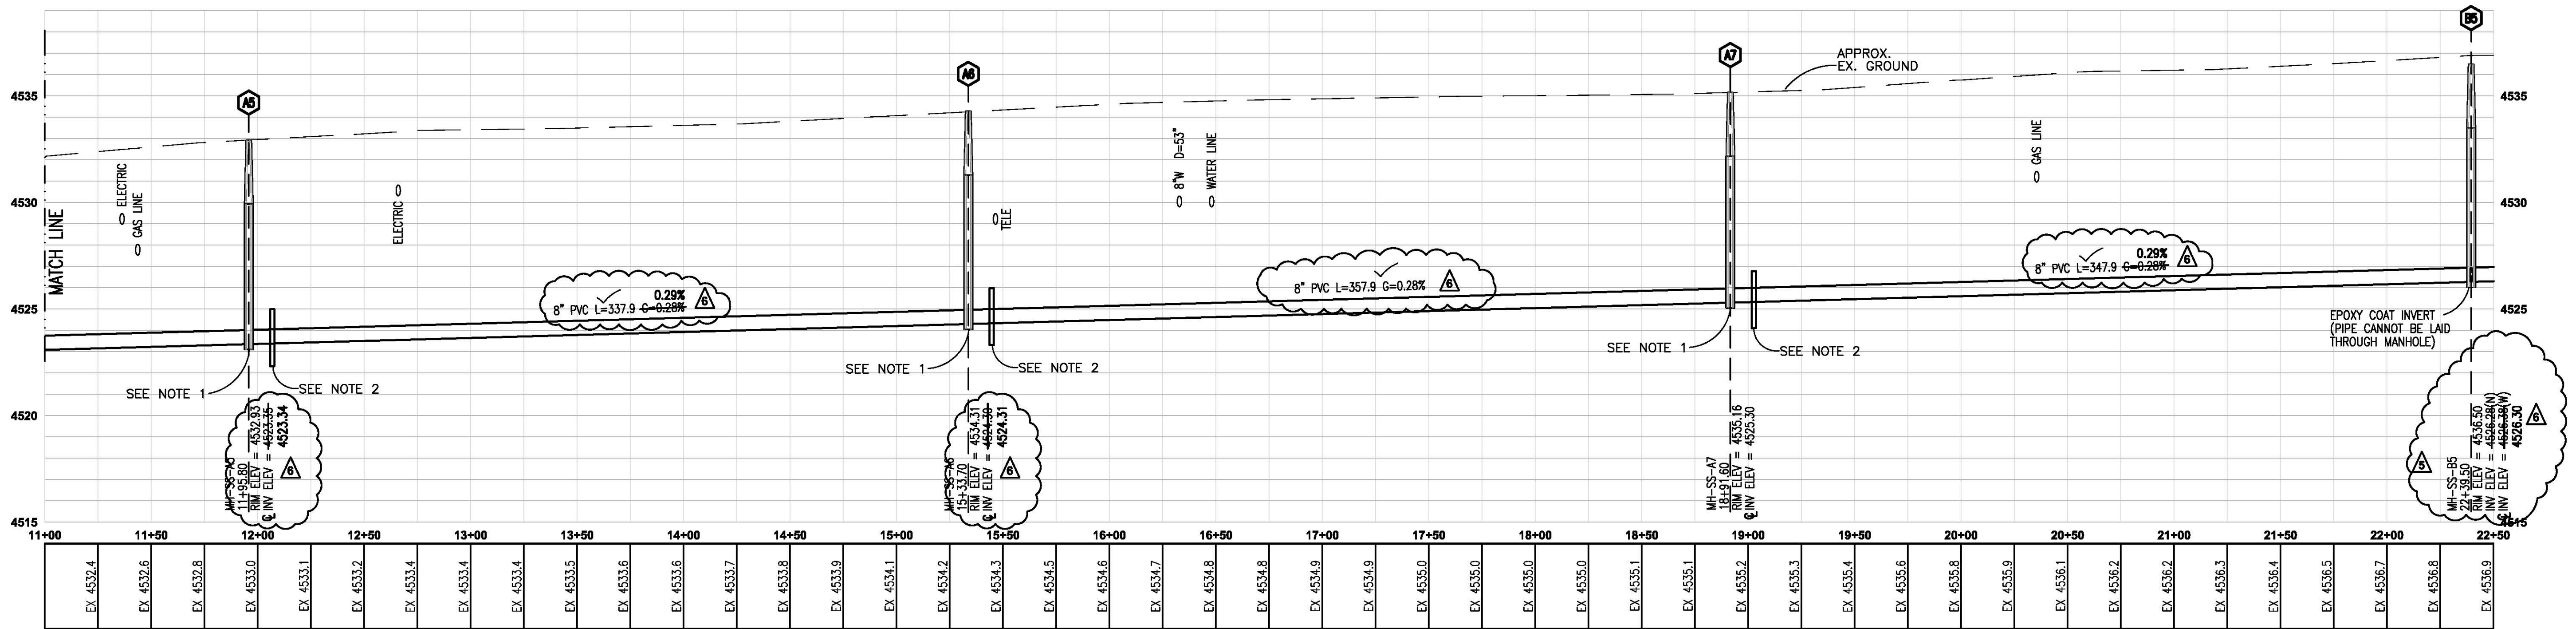 B5
A7
A6
A5
APPROX.
EX. GROUND
4535
4535
4530
4530
4525
4525
4520
4520
4515
4515
MATCH LINE
ELECTRIC
GAS LINE
ELECTRIC
TELE
8"W D=53"
WATER LINE
GAS LINE
0.29%
8" PVC L=337.9 G=0.28%
6
8" PVC L=357.9 G=0.28%
6
0.29%
8" PVC L=347.9 G=0.28%
6
EPOXY COAT INVERT
(PIPE CANNOT BE LAID
THROUGH MANHOLE)
SEE NOTE 1
SEE NOTE 2
SEE NOTE 1
SEE NOTE 2
SEE NOTE 1
SEE NOTE 2
MH-SS-A5
11+95.80
RIM ELEV = 4532.93
℄ INV ELEV = 4523.35
4523.34
6
MH-SS-A6
15+33.70
RIM ELEV = 4534.31
℄ INV ELEV = 4524.30
4524.31
6
MH-SS-A7
18+91.60
RIM ELEV = 4535.16
℄ INV ELEV = 4525.30
5
MH-SS-B5
22+39.50
RIM ELEV = 4536.50
INV ELEV = 4526.28(N)
℄ INV ELEV = 4526.38(W)
4526.30
6
11+00 11+50 12+00 12+50 13+00 13+50 14+00 14+50 15+00 15+50 16+00 16+50 17+00 17+50 18+00 18+50 19+00 19+50 20+00 20+50 21+00 21+50 22+00 22+50
EX 4532.4
EX 4532.6
EX 4532.8
EX 4533.0
EX 4533.1
EX 4533.2
EX 4533.4
EX 4533.4
EX 4533.4
EX 4533.5
EX 4533.6
EX 4533.6
EX 4533.7
EX 4533.8
EX 4533.9
EX 4534.1
EX 4534.2
EX 4534.3
EX 4534.5
EX 4534.6
EX 4534.7
EX 4534.8
EX 4534.8
EX 4534.9
EX 4534.9
EX 4535.0
EX 4535.0
EX 4535.0
EX 4535.0
EX 4535.1
EX 4535.1
EX 4535.2
EX 4535.3
EX 4535.4
EX 4535.8
EX 4535.9
EX 4536.1
EX 4536.2
EX 4536.2
EX 4536.3
EX 4536.4
EX 4536.5
EX 4536.7
EX 4536.8
EX 4536.9